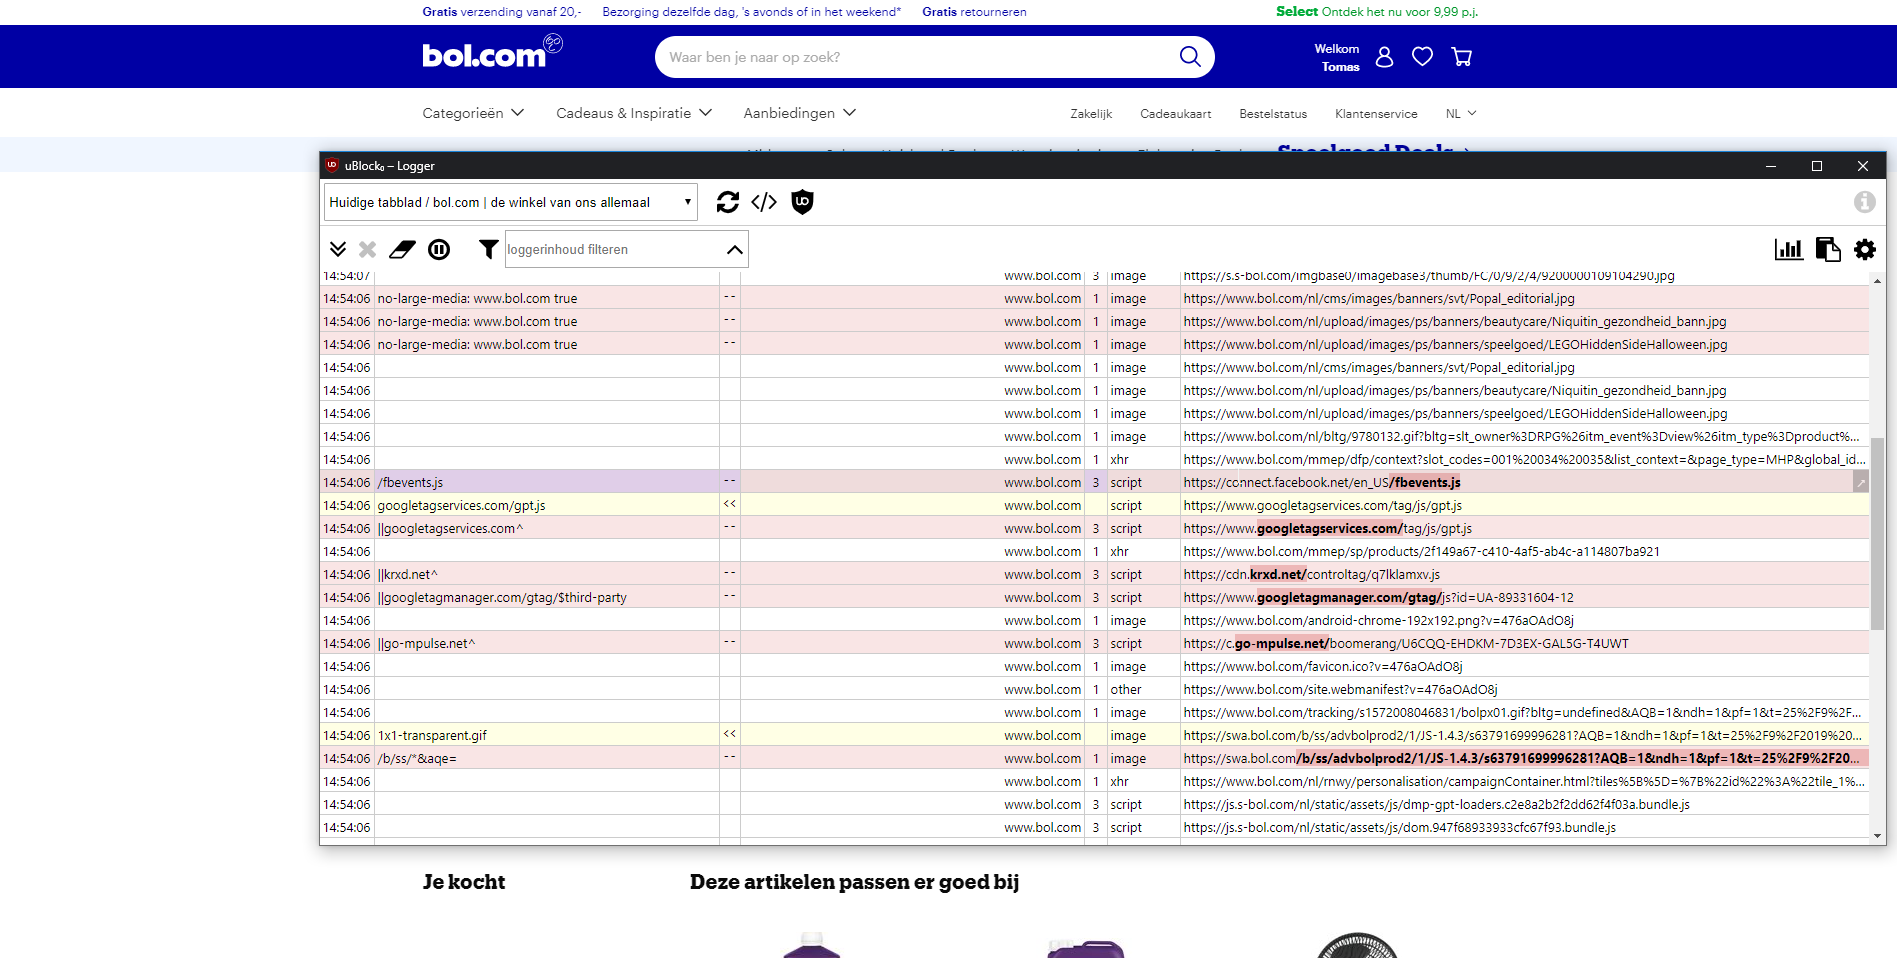 Gratis verzending vanaf 20,- Bezorging dezelfde dag, 's avonds of in het weekend* Gratis retourneren Select Ontdek het nu voor 9,99 p.j.
bol.com Waar ben je naar op zoek? Welkom Tomas
Categorieën Cadeaus & Inspiratie Aanbiedingen Zakelijk Cadeaukaart Bestelstatus Klantenservice NL
Speelgoed Deals
uBlock₀ – Logger
Huidige tabblad / bol.com | de winkel van ons allemaal
loggerinhoud filteren
14:54:07 www.bol.com 3 image https://s.s-bol.com/imgbase0/imagebase3/thumb/FC/0/9/2/4/9200000109104290.jpg
14:54:06 no-large-media: www.bol.com true -- www.bol.com 1 image https://www.bol.com/nl/cms/images/banners/svt/Popal_editorial.jpg
14:54:06 no-large-media: www.bol.com true -- www.bol.com 1 image https://www.bol.com/nl/upload/images/ps/banners/beautycare/Niquitin_gezondheid_bann.jpg
14:54:06 no-large-media: www.bol.com true -- www.bol.com 1 image https://www.bol.com/nl/upload/images/ps/banners/speelgoed/LEGOHiddenSideHalloween.jpg
14:54:06 www.bol.com 1 image https://www.bol.com/nl/cms/images/banners/svt/Popal_editorial.jpg
14:54:06 www.bol.com 1 image https://www.bol.com/nl/upload/images/ps/banners/beautycare/Niquitin_gezondheid_bann.jpg
14:54:06 www.bol.com 1 image https://www.bol.com/nl/upload/images/ps/banners/speelgoed/LEGOHiddenSideHalloween.jpg
14:54:06 www.bol.com 1 image https://www.bol.com/nl/bltg/9780132.gif?bltg=slt_owner%3DRPG%26itm_event%3Dview%26itm_type%3Dproduct%...
14:54:06 www.bol.com 1 xhr https://www.bol.com/mmep/dfp/context?slot_codes=001%20034%20035&list_context=&page_type=MHP&global_id...
14:54:06 /fbevents.js -- www.bol.com 3 script https://connect.facebook.net/en_US/fbevents.js
14:54:06 googletagservices.com/gpt.js << www.bol.com script https://www.googletagservices.com/tag/js/gpt.js
14:54:06 ||googletagservices.com^ -- www.bol.com 3 script https://www.googletagservices.com/tag/js/gpt.js
14:54:06 www.bol.com 1 xhr https://www.bol.com/mmep/sp/products/2f149a67-c410-4af5-ab4c-a114807ba921
14:54:06 ||krxd.net^ -- www.bol.com 3 script https://cdn.krxd.net/controltag/q7lklamxv.js
14:54:06 ||googletagmanager.com/gtag/$third-party -- www.bol.com 3 script https://www.googletagmanager.com/gtag/js?id=UA-89331604-12
14:54:06 www.bol.com 1 image https://www.bol.com/android-chrome-192x192.png?v=476aOAdO8j
14:54:06 ||go-mpulse.net^ -- www.bol.com 3 script https://c.go-mpulse.net/boomerang/U6CQQ-EHDKM-7D3EX-GAL5G-T4UWT
14:54:06 www.bol.com 1 image https://www.bol.com/favicon.ico?v=476aOAdO8j
14:54:06 www.bol.com 1 other https://www.bol.com/site.webmanifest?v=476aOAdO8j
14:54:06 www.bol.com 1 image https://www.bol.com/tracking/s1572008046831/bolpx01.gif?bltg=undefined&AQB=1&ndh=1&pf=1&t=25%2F9%2F...
14:54:06 1x1-transparent.gif << www.bol.com image https://swa.bol.com/b/ss/advbolprod2/1/JS-1.4.3/s63791699996281?AQB=1&ndh=1&pf=1&t=25%2F9%2F2019%20...
14:54:06 /b/ss/*&aqe= -- www.bol.com 1 image https://swa.bol.com/b/ss/advbolprod2/1/JS-1.4.3/s63791699996281?AQB=1&ndh=1&pf=1&t=25%2F9%2F20...
14:54:06 www.bol.com 1 xhr https://www.bol.com/nl/rnwy/personalisation/campaignContainer.html?tiles%5B%5D=%7B%22id%22%3A%22tile_1%...
14:54:06 www.bol.com 3 script https://js.s-bol.com/nl/static/assets/js/dmp-gpt-loaders.c2e8a2b2f2dd62f4f03a.bundle.js
14:54:06 www.bol.com 3 script https://js.s-bol.com/nl/static/assets/js/dom.947f68933933cfc67f93.bundle.js
Je kocht Deze artikelen passen er goed bij